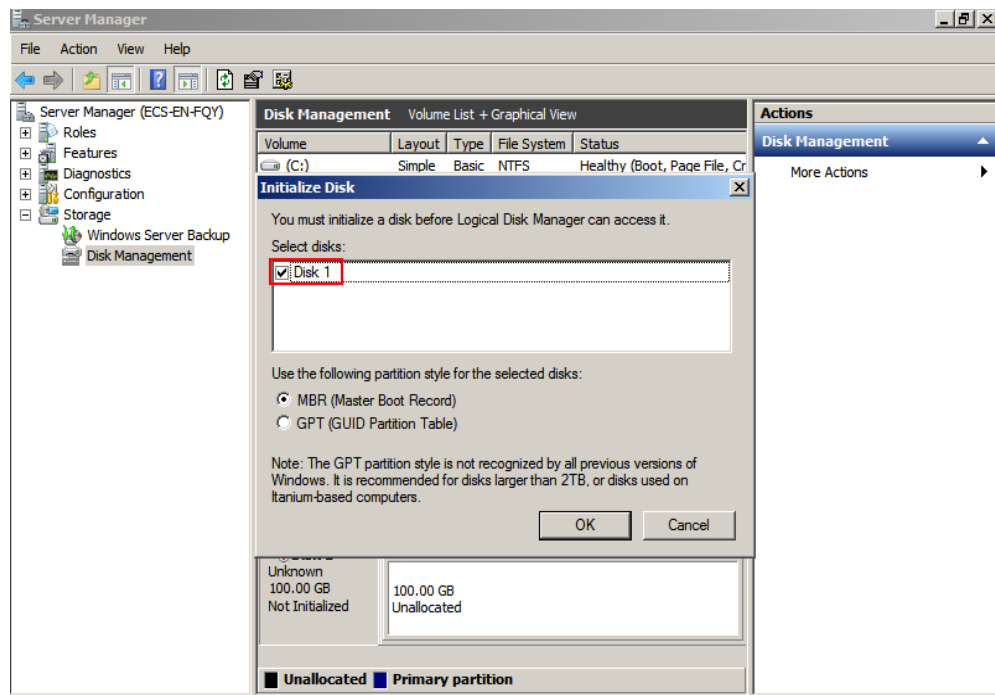 Server Manager
File Action View Help
Server Manager (ECS-EN-FQY)
Roles
Features
Diagnostics
Configuration
Storage
Windows Server Backup
Disk Management
Disk Management Volume List + Graphical View
Volume Layout Type File System Status
(C:) Simple Basic NTFS Healthy (Boot, Page File, Cr
Initialize Disk
You must initialize a disk before Logical Disk Manager can access it.
Select disks:
Disk 1
Use the following partition style for the selected disks:
MBR (Master Boot Record)
GPT (GUID Partition Table)
Note: The GPT partition style is not recognized by all previous versions of
Windows. It is recommended for disks larger than 2TB, or disks used on
Itanium-based computers.
OK Cancel
Unknown
100.00 GB
Not Initialized
100.00 GB
Unallocated
Unallocated Primary partition
Actions
Disk Management
More Actions